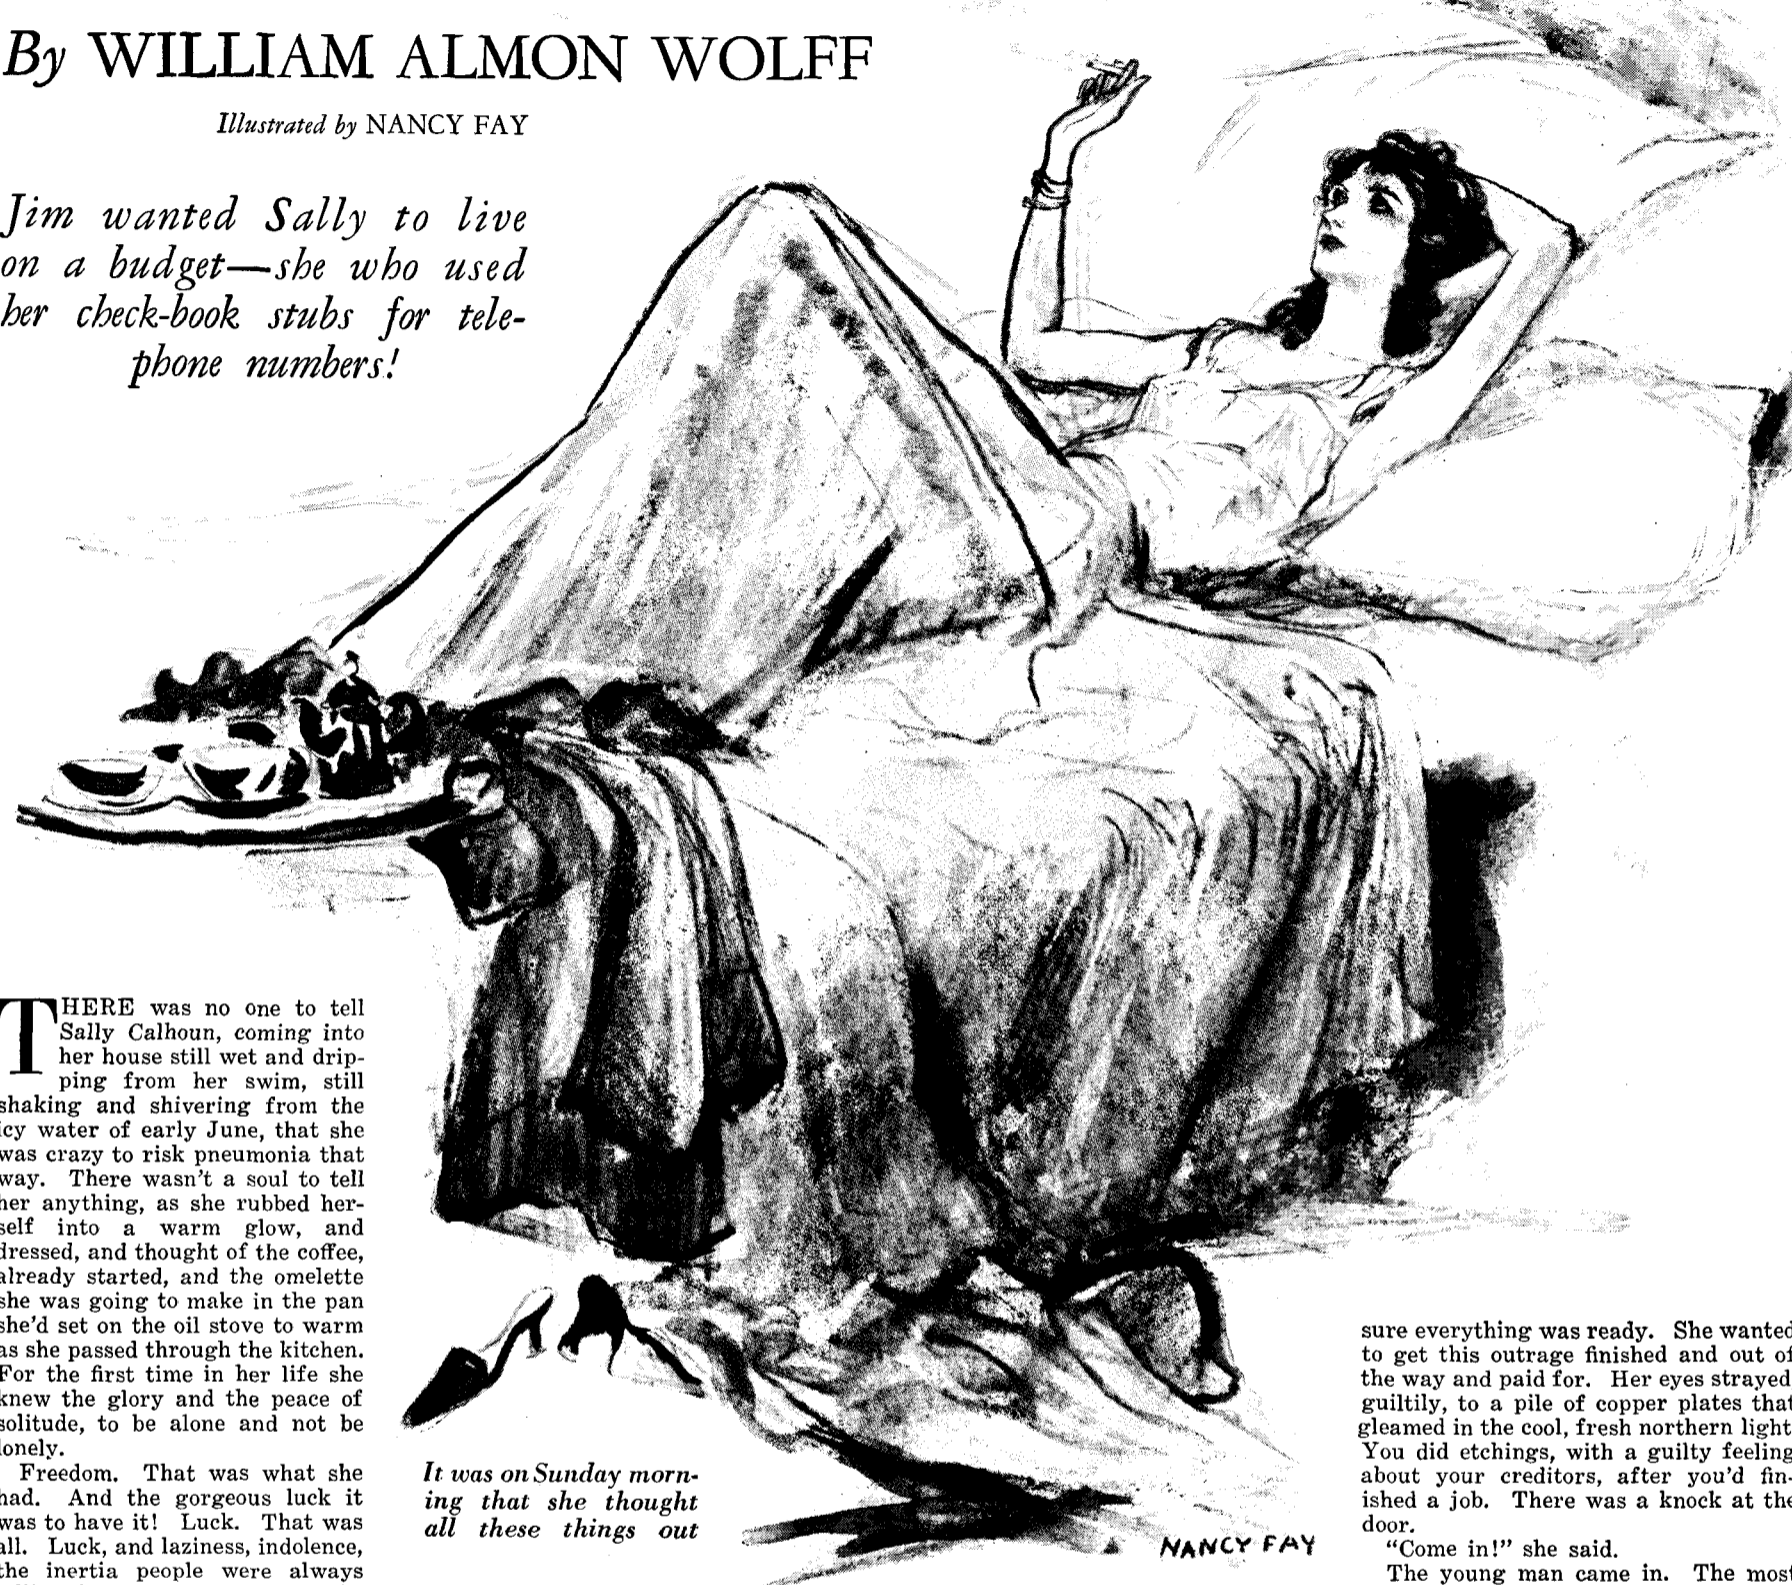 By WILLIAM ALMON WOLFF
Illustrated by NANCY FAY
Jim wanted Sally to live
on a budget—she who used
her check-book stubs for tele-
phone numbers!
THERE was no one to tell
Sally Calhoun, coming into
her house still wet and drip-
ping from her swim, still
shaking and shivering from the
icy water of early June, that she
was crazy to risk pneumonia that
way. There wasn't a soul to tell
her anything, as she rubbed her-
self into a warm glow, and
dressed, and thought of the coffee,
already started, and the omelette
she was going to make in the pan
she'd set on the oil stove to warm
as she passed through the kitchen.
For the first time in her life she
knew the glory and the peace of
solitude, to be alone and not be
lonely.
Freedom. That was what she
had. And the gorgeous luck it
was to have it! Luck. That was
all. Luck, and laziness, indolence,
the inertia people were always
It was on Sunday morn-
ing that she thought
all these things out
NANCY FAY
sure everything was ready. She wanted
to get this outrage finished and out of
the way and paid for. Her eyes strayed,
guiltily, to a pile of copper plates that
gleamed in the cool, fresh northern light.
You did etchings, with a guilty feeling
about your creditors, after you'd fin-
ished a job. There was a knock at the
door.
"Come in!" she said.
The young man came in. The most